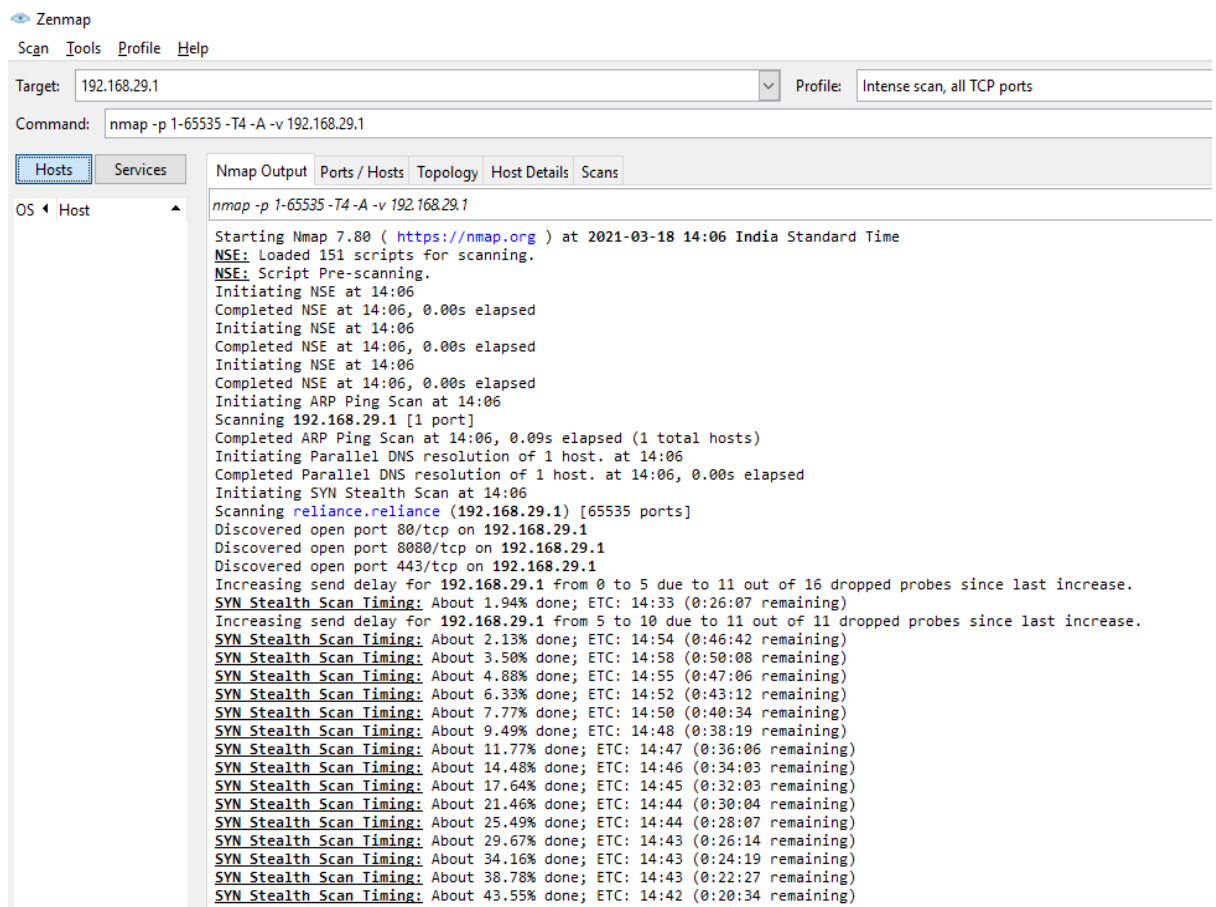 Zenmap
Scan Tools Profile Help
Target: 192.168.29.1 Profile: Intense scan, all TCP ports
Command: nmap -p 1-65535 -T4 -A -v 192.168.29.1
Hosts Services Nmap Output Ports / Hosts Topology Host Details Scans
OS Host nmap -p 1-65535 -T4 -A -v 192.168.29.1
Starting Nmap 7.80 ( https://nmap.org ) at 2021-03-18 14:06 India Standard Time
NSE: Loaded 151 scripts for scanning.
NSE: Script Pre-scanning.
Initiating NSE at 14:06
Completed NSE at 14:06, 0.00s elapsed
Initiating NSE at 14:06
Completed NSE at 14:06, 0.00s elapsed
Initiating NSE at 14:06
Completed NSE at 14:06, 0.00s elapsed
Initiating ARP Ping Scan at 14:06
Scanning 192.168.29.1 [1 port]
Completed ARP Ping Scan at 14:06, 0.09s elapsed (1 total hosts)
Initiating Parallel DNS resolution of 1 host. at 14:06
Completed Parallel DNS resolution of 1 host. at 14:06, 0.00s elapsed
Initiating SYN Stealth Scan at 14:06
Scanning reliance.reliance (192.168.29.1) [65535 ports]
Discovered open port 80/tcp on 192.168.29.1
Discovered open port 8080/tcp on 192.168.29.1
Discovered open port 443/tcp on 192.168.29.1
Increasing send delay for 192.168.29.1 from 0 to 5 due to 11 out of 16 dropped probes since last increase.
SYN Stealth Scan Timing: About 1.94% done; ETC: 14:33 (0:26:07 remaining)
Increasing send delay for 192.168.29.1 from 5 to 10 due to 11 out of 11 dropped probes since last increase.
SYN Stealth Scan Timing: About 2.13% done; ETC: 14:54 (0:46:42 remaining)
SYN Stealth Scan Timing: About 3.50% done; ETC: 14:58 (0:50:08 remaining)
SYN Stealth Scan Timing: About 4.88% done; ETC: 14:55 (0:47:06 remaining)
SYN Stealth Scan Timing: About 6.33% done; ETC: 14:52 (0:43:12 remaining)
SYN Stealth Scan Timing: About 7.77% done; ETC: 14:50 (0:40:34 remaining)
SYN Stealth Scan Timing: About 9.49% done; ETC: 14:48 (0:38:19 remaining)
SYN Stealth Scan Timing: About 11.77% done; ETC: 14:47 (0:36:06 remaining)
SYN Stealth Scan Timing: About 14.48% done; ETC: 14:46 (0:34:03 remaining)
SYN Stealth Scan Timing: About 17.64% done; ETC: 14:45 (0:32:03 remaining)
SYN Stealth Scan Timing: About 21.46% done; ETC: 14:44 (0:30:04 remaining)
SYN Stealth Scan Timing: About 25.49% done; ETC: 14:44 (0:28:07 remaining)
SYN Stealth Scan Timing: About 29.67% done; ETC: 14:43 (0:26:14 remaining)
SYN Stealth Scan Timing: About 34.16% done; ETC: 14:43 (0:24:19 remaining)
SYN Stealth Scan Timing: About 38.78% done; ETC: 14:43 (0:22:27 remaining)
SYN Stealth Scan Timing: About 43.55% done; ETC: 14:42 (0:20:34 remaining)